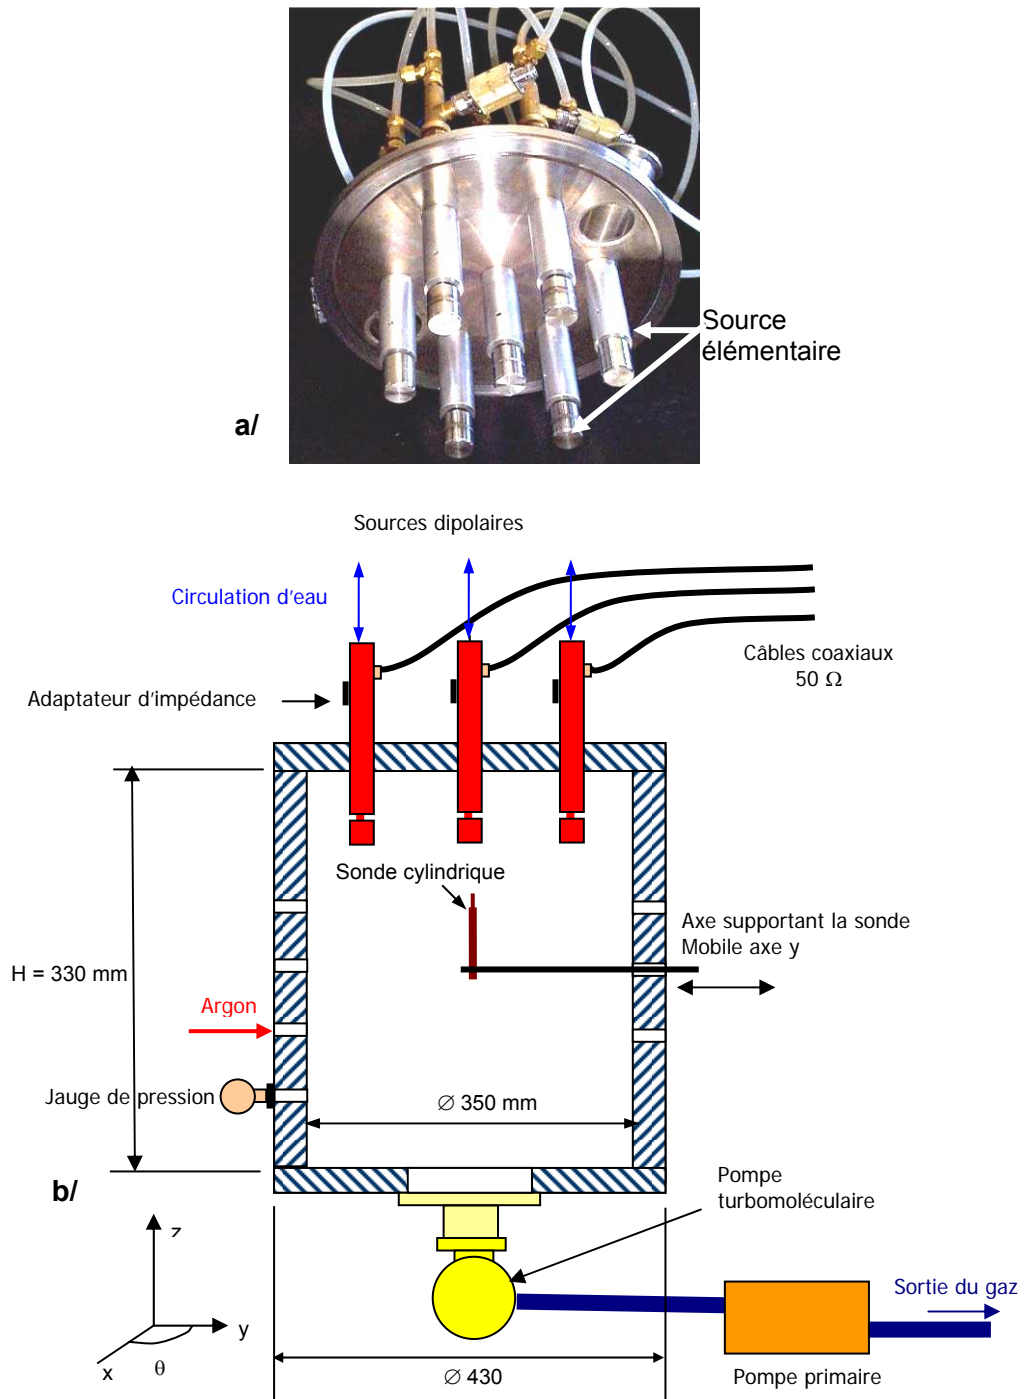 Source
élémentaire
a/
Sources dipolaires
Circulation d'eau
Câbles coaxiaux
50 Ω
Adaptateur d'impédance
Sonde cylindrique
Axe supportant la sonde
Mobile axe y
H = 330 mm
Argon
Jauge de pression
∅ 350 mm
b/
Pompe
turbomoléculaire
z
y
x
θ
Sortie du gaz
∅ 430
Pompe primaire